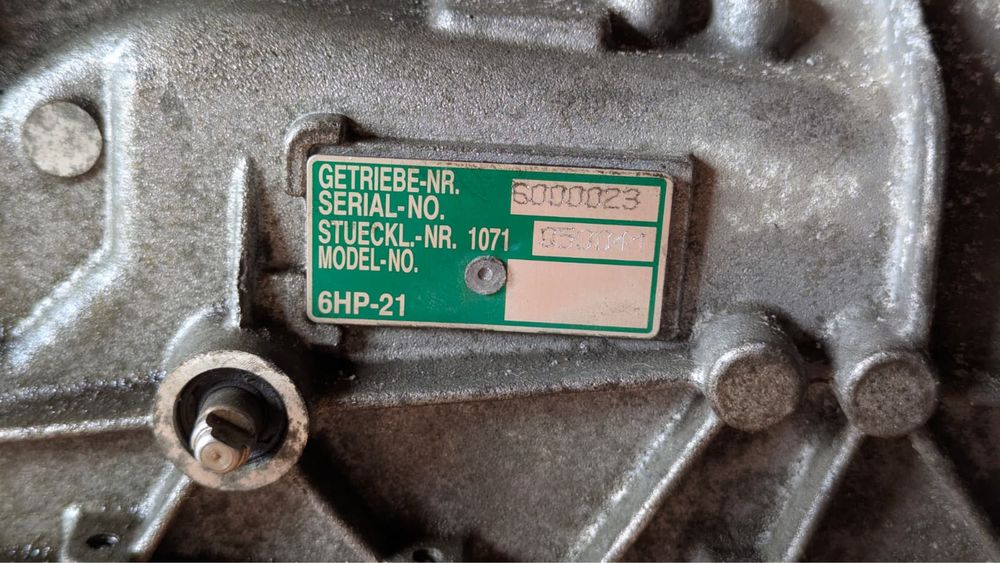 GETRIEBE-NR. 6000023
SERIAL-NO.
STUECKL.-NR. 1071
MODEL-NO.
6HP-21